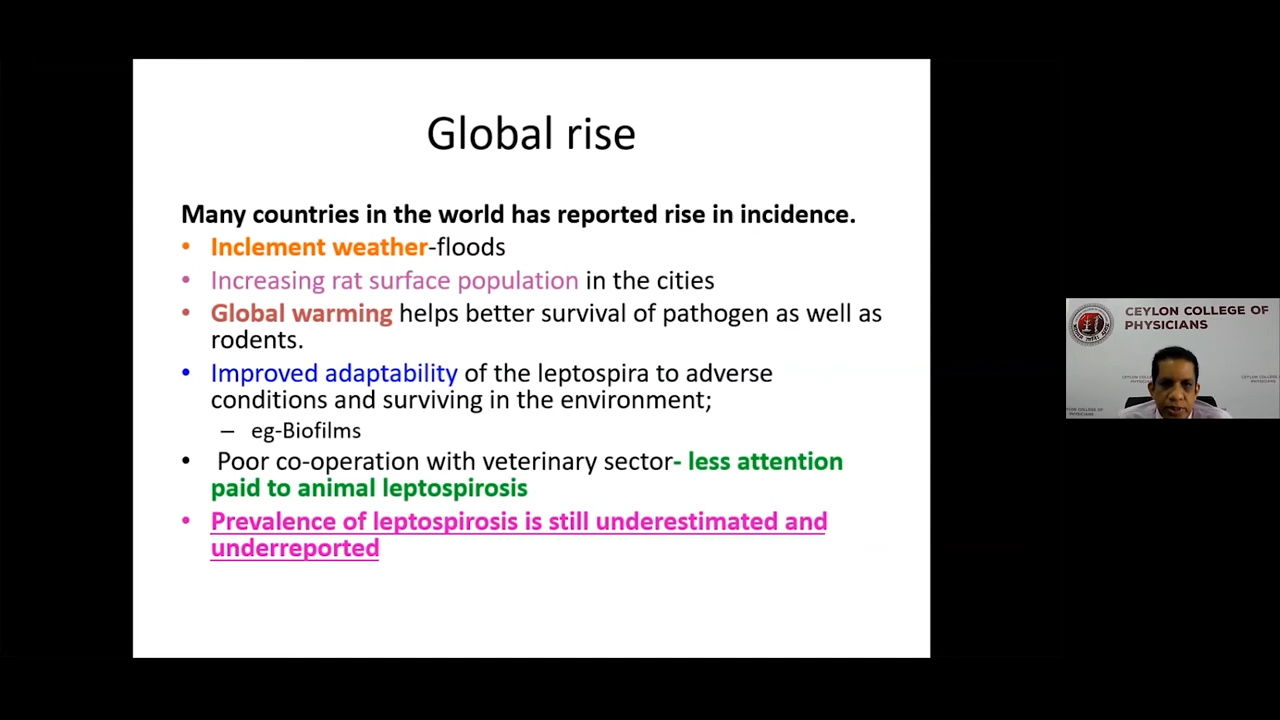 Global rise
Many countries in the world has reported rise in incidence.
• Inclement weather-floods
• Increasing rat surface population in the cities
• Global warming helps better survival of pathogen as well as
rodents.
• Improved adaptability of the leptospira to adverse
conditions and surviving in the environment;
– eg-Biofilms
• Poor co-operation with veterinary sector- less attention
paid to animal leptospirosis
• Prevalence of leptospirosis is still underestimated and
underreported
CEYLON COLLEGE OF
PHYSICIANS